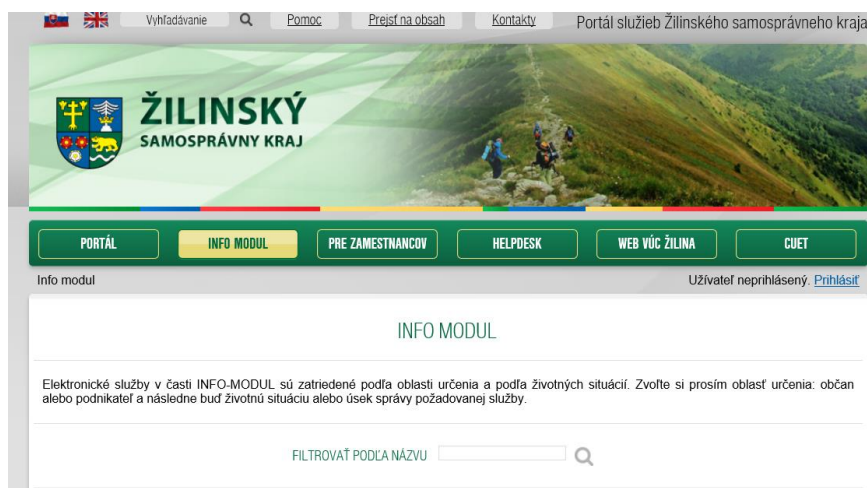 Vyhľadávanie Pomoc Prejsť na obsah Kontakty Portál služieb Žilinského samosprávneho kraja
ŽILINSKÝ
SAMOSPRÁVNY KRAJ
PORTÁL INFO MODUL PRE ZAMESTNANCOV HELPDESK WEB VÚC ŽILINA CUET
Info modul Užívateľ neprihlásený. Prihlásiť
INFO MODUL
Elektronické služby v časti INFO-MODUL sú zatriedené podľa oblasti určenia a podľa životných situácií. Zvoľte si prosím oblasť určenia: občan
alebo podnikateľ a následne buď životnú situáciu alebo úsek správy požadovanej služby.
FILTROVAŤ PODĽA NÁZVU